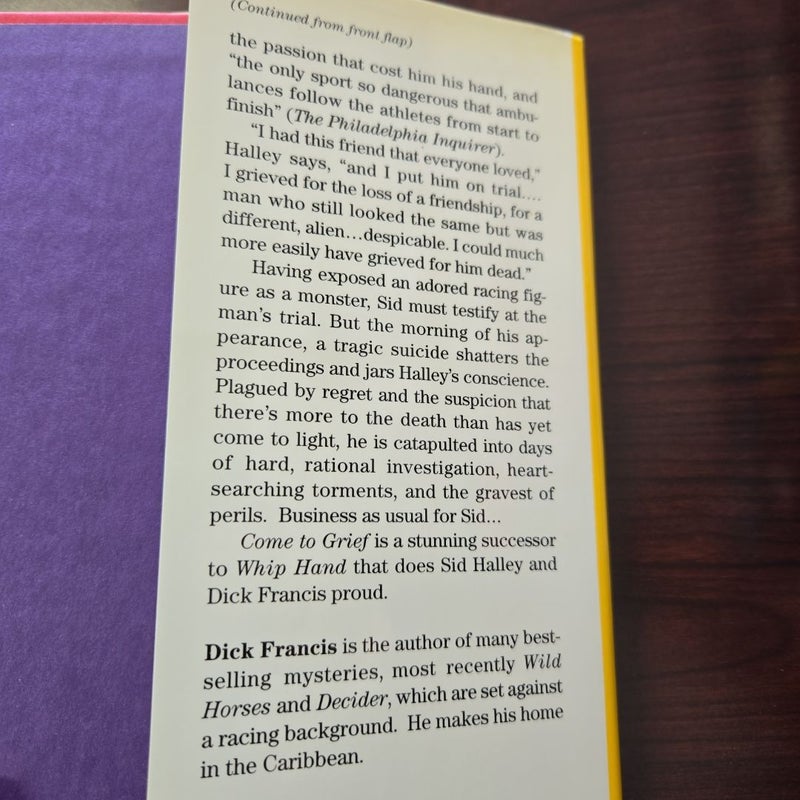 (Continued from front flap)
the passion that cost him his hand, and
“the only sport so dangerous that ambu-
lances follow the athletes from start to
finish” (The Philadelphia Inquirer).
“I had this friend that everyone loved,”
Halley says, “and I put him on trial....
I grieved for the loss of a friendship, for a
man who still looked the same but was
different, alien...despicable. I could much
more easily have grieved for him dead.”
Having exposed an adored racing fig-
ure as a monster, Sid must testify at the
man’s trial. But the morning of his ap-
pearance, a tragic suicide shatters the
proceedings and jars Halley’s conscience.
Plagued by regret and the suspicion that
there’s more to the death than has yet
come to light, he is catapulted into days
of hard, rational investigation, heart-
searching torments, and the gravest of
perils. Business as usual for Sid...
Come to Grief is a stunning successor
to Whip Hand that does Sid Halley and
Dick Francis proud.
Dick Francis is the author of many best-
selling mysteries, most recently Wild
Horses and Decider, which are set against
a racing background. He makes his home
in the Caribbean.